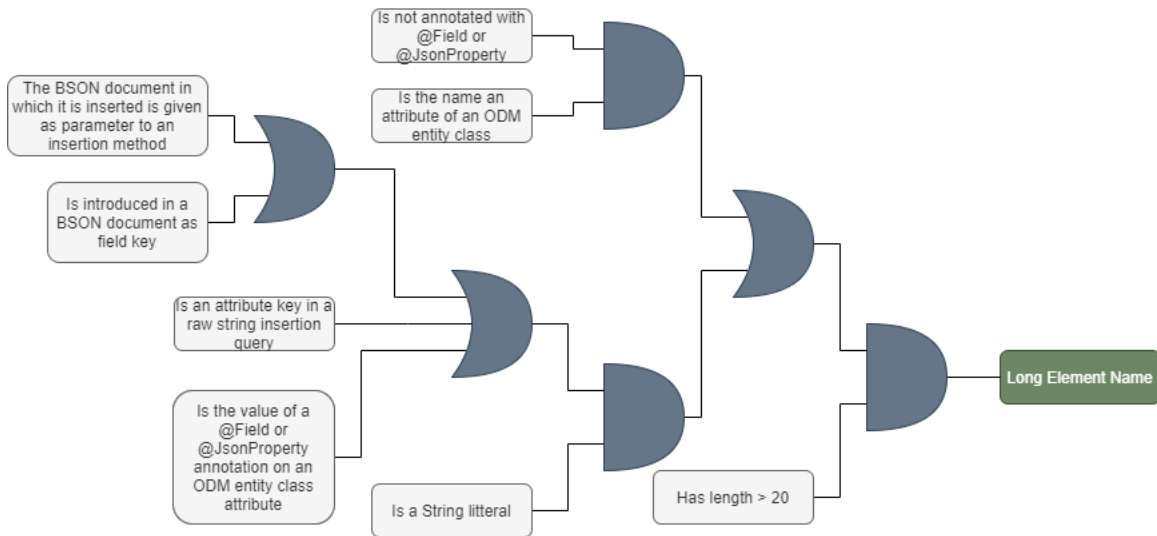 Is not annotated with
@Field or
@JsonProperty
The BSON document in
which it is inserted is given
as parameter to an
insertion method
Is the name an
attribute of an ODM
entity class
Is introduced in a
BSON document as
field key
Is an attribute key in a
raw string insertion
query
Long Element Name
Is the value of a
@Field or
@JsonProperty
annotation on an
ODM entity class
attribute
Is a String litteral
Has length > 20